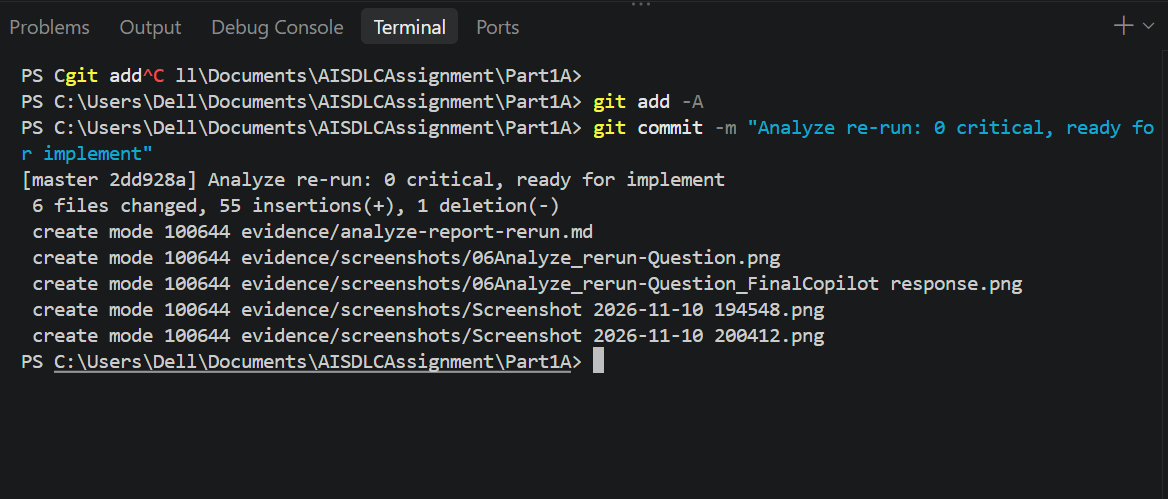 Problems Output Debug Console Terminal Ports
PS Cgit add^C ll\Documents\AISDLCAssignment\Part1A>
PS C:\Users\Dell\Documents\AISDLCAssignment\Part1A> git add -A
PS C:\Users\Dell\Documents\AISDLCAssignment\Part1A> git commit -m "Analyze re-run: 0 critical, ready fo
r implement"
[master 2dd928a] Analyze re-run: 0 critical, ready for implement
 6 files changed, 55 insertions(+), 1 deletion(-)
 create mode 100644 evidence/analyze-report-rerun.md
 create mode 100644 evidence/screenshots/06Analyze_rerun-Question.png
 create mode 100644 evidence/screenshots/06Analyze_rerun-Question_FinalCopilot response.png
 create mode 100644 evidence/screenshots/Screenshot 2026-11-10 194548.png
 create mode 100644 evidence/screenshots/Screenshot 2026-11-10 200412.png
PS C:\Users\Dell\Documents\AISDLCAssignment\Part1A>